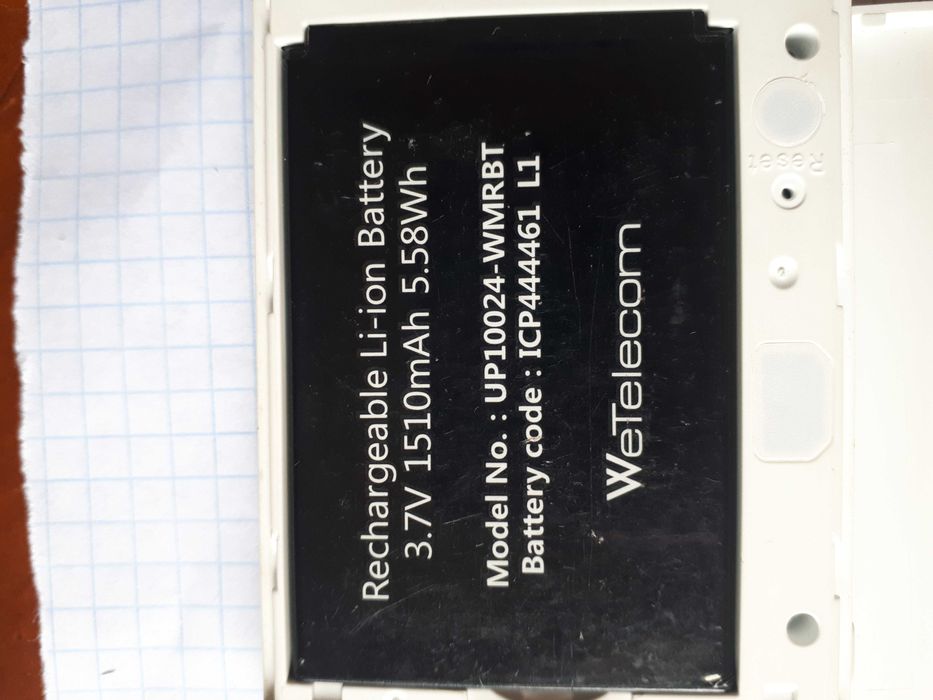 Rechargeable Li-ion Battery
3.7V 1510mAh 5.58Wh
Model No. : UP10024-WMRBT
Battery code : ICP444461 L1
WeTelecom
Reset